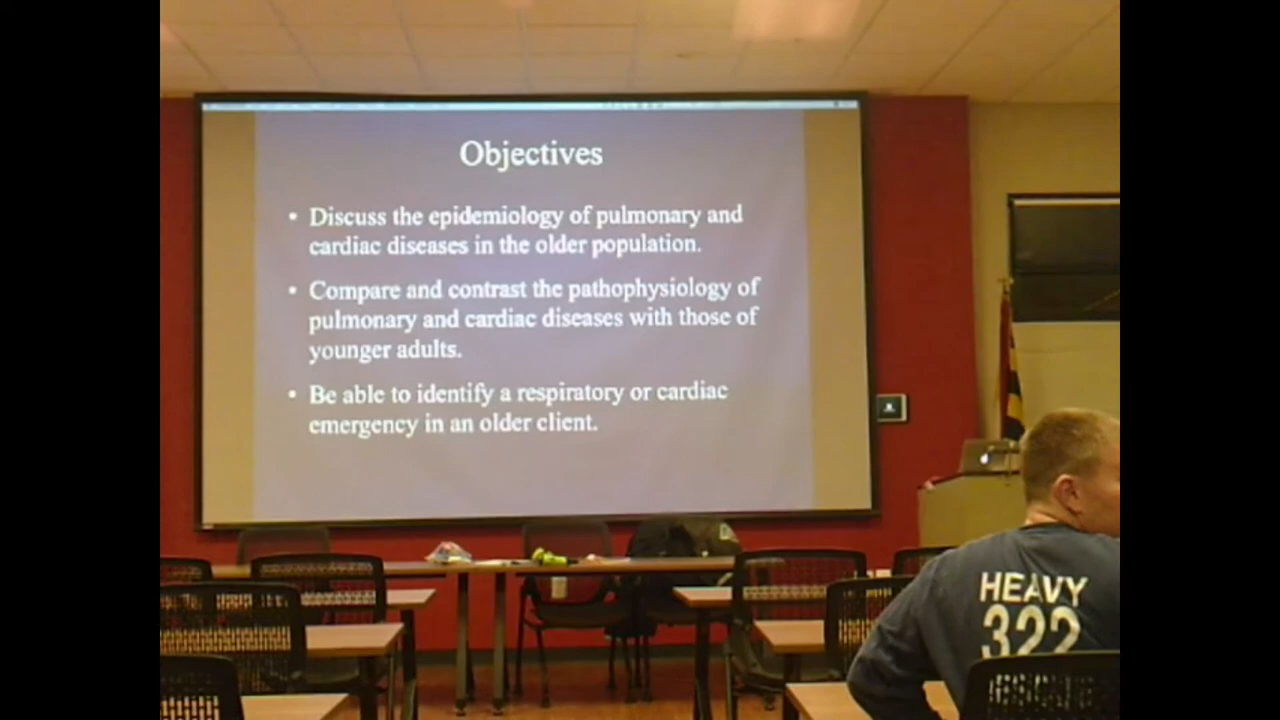 Objectives
• Discuss the epidemiology of pulmonary and
cardiac diseases in the older population.
• Compare and contrast the pathophysiology of
pulmonary and cardiac diseases with those of
younger adults.
• Be able to identify a respiratory or cardiac
emergency in an older client.
HEAVY
322